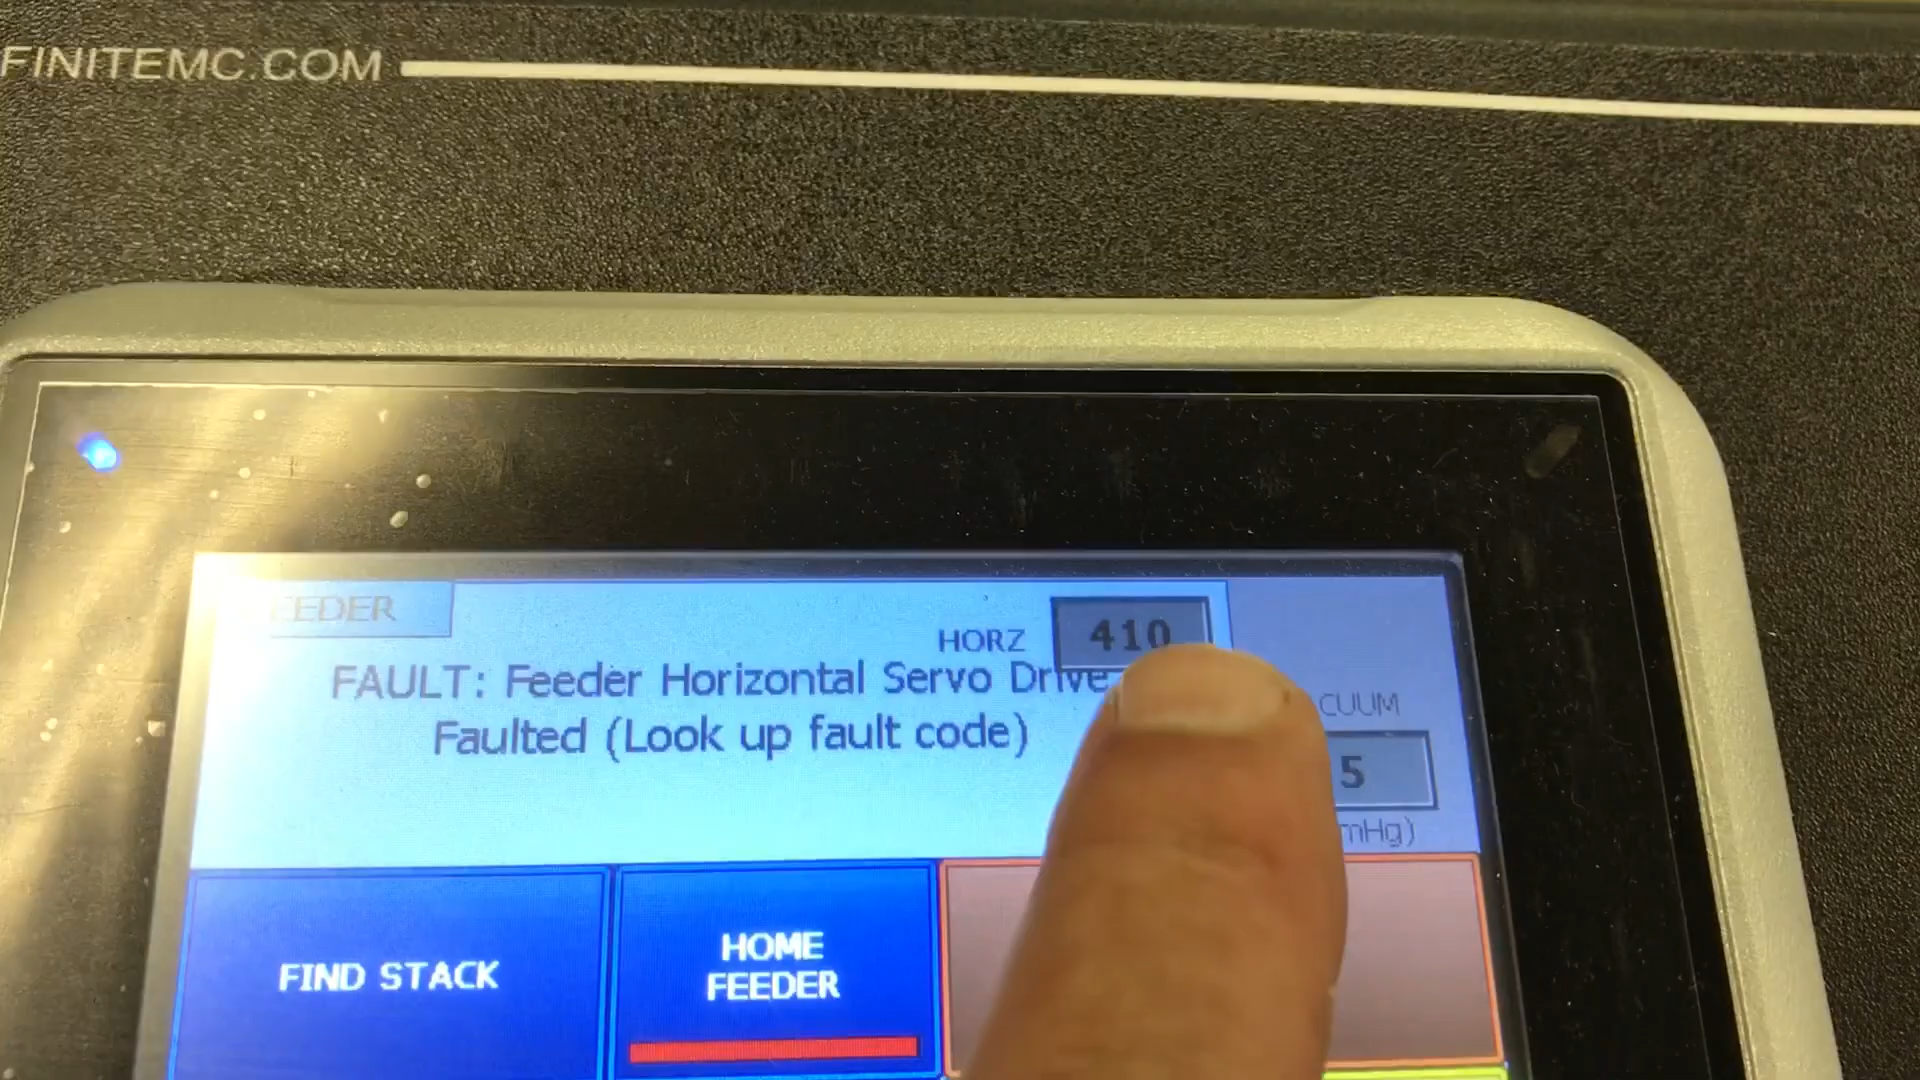 FINITEMC.COM
EEDER
HORZ 410
FAULT: Feeder Horizontal Servo Drive
Faulted (Look up fault code)
CUUM
5
mHg)
FIND STACK
HOME
FEEDER